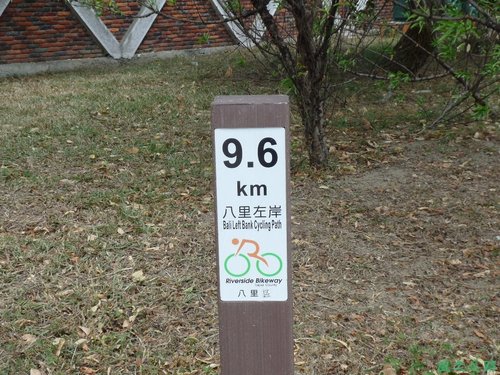 9.6
km
八里左岸
Bali Left Bank Cycling Path
Riverside Bikeway
八里 區